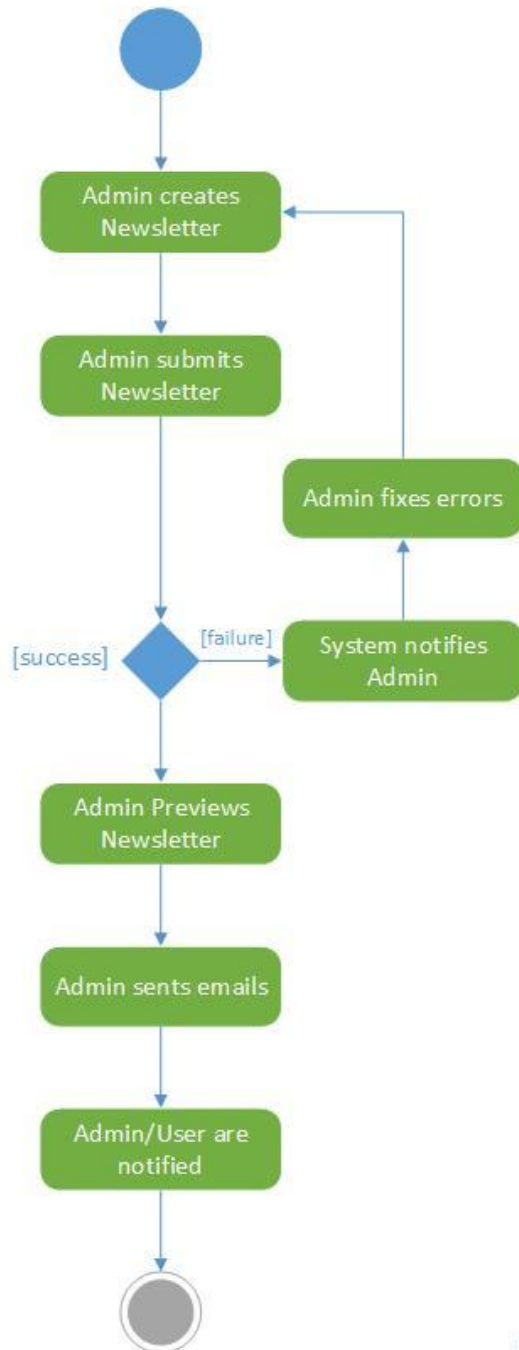 Admin creates
Newsletter
Admin submits
Newsletter
Admin fixes errors
[success]
[failure]
System notifies
Admin
Admin Previews
Newsletter
Admin sents emails
Admin/User are
notified